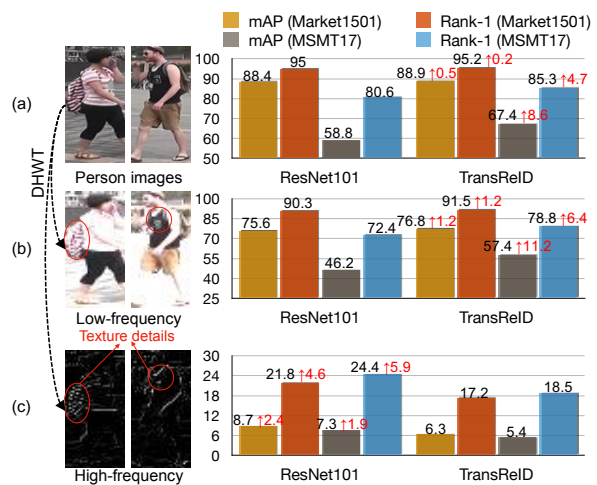 mAP (Market1501) Rank-1 (Market1501)
mAP (MSMT17) Rank-1 (MSMT17)
(a)
DHWT
Person images
100
90
80
70
60
50
88.4 95 58.8 80.6
88.9 ↑0.5 95.2 ↑0.2 67.4 ↑8.6 85.3 ↑4.7
ResNet101 TransReID
(b)
Low-frequency
Texture details
100
85
70
55
40
25
75.6 90.3 46.2 72.4
76.8 ↑1.2 91.5 ↑1.2 57.4 ↑11.2 78.8 ↑6.4
ResNet101 TransReID
(c)
High-frequency
30
24
18
12
6
0
8.7 ↑2.4 21.8 ↑4.6 7.3 ↑1.9 24.4 ↑5.9
6.3 17.2 5.4 18.5
ResNet101 TransReID